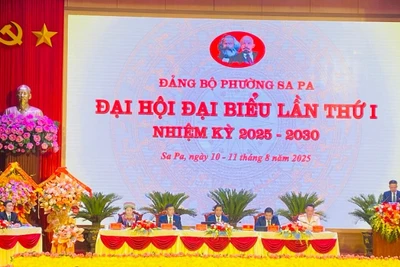 ĐẢNG BỘ PHƯỜNG SA PA
ĐẠI HỘI ĐẠI BIỂU LẦN THỨ I
NHIỆM KỲ 2025 - 2030
Sa Pa, ngày 10 - 11 tháng 8 năm 2025